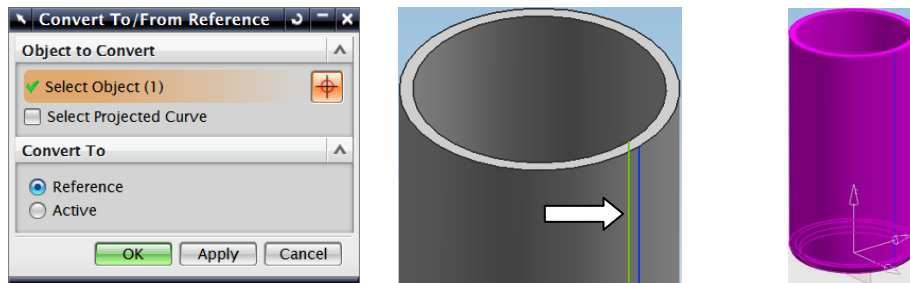 Convert To/From Reference
Object to Convert
Select Object (1)
Select Projected Curve
Convert To
Reference
Active
OK Apply Cancel